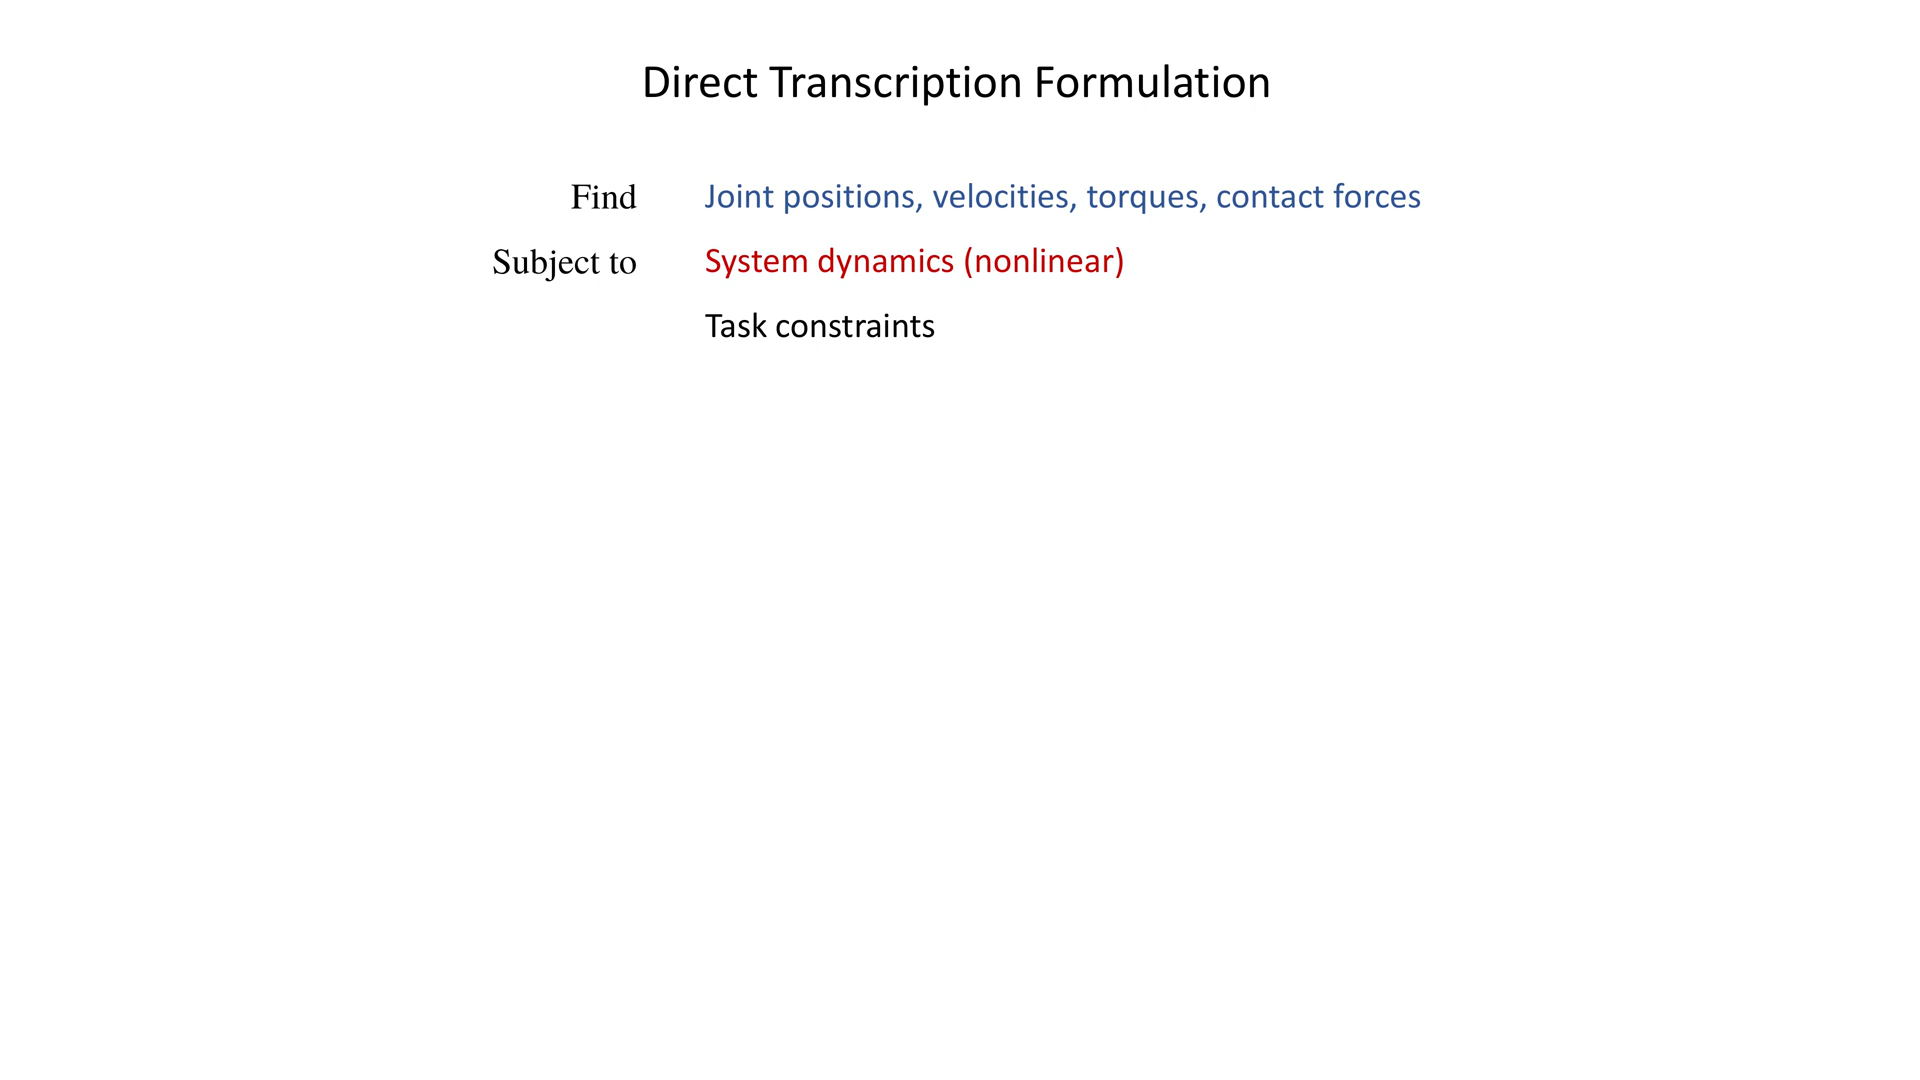 Direct Transcription Formulation
Find Joint positions, velocities, torques, contact forces
Subject to System dynamics (nonlinear)
Task constraints